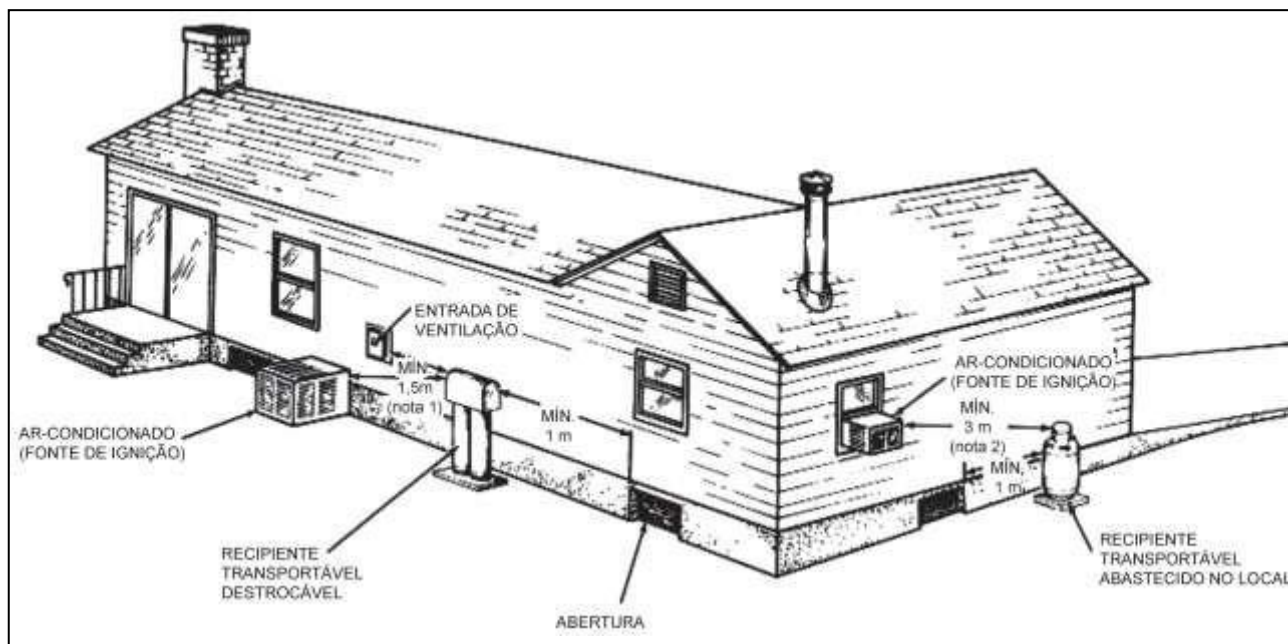 ENTRADA DE
VENTILAÇÃO
AR-CONDICIONADO
(FONTE DE IGNIÇÃO)
MÍN.
1,5m
(nota 1)
MÍN.
1 m
MÍN.
3 m
(nota 2)
MÍN.
1 m
AR-CONDICIONADO
(FONTE DE IGNIÇÃO)
RECIPIENTE
TRANSPORTÁVEL
DESTROCÁVEL
ABERTURA
RECIPIENTE
TRANSPORTÁVEL
ABASTECIDO NO LOCAL